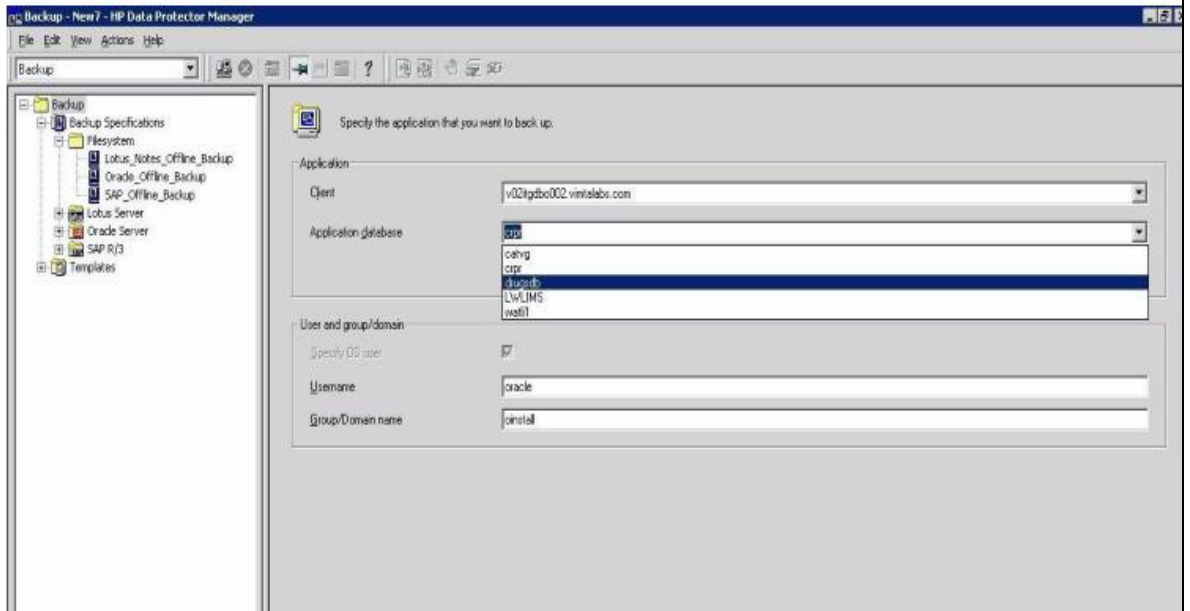 Backup - New7 - HP Data Protector Manager
File Edit View Actions Help
Backup
Backup
Backup Specifications
Filesystem
Lotus_Notes_Offline_Backup
Oracle_Offline_Backup
SAP_Offline_Backup
Lotus Server
Oracle Server
SAP R/3
Templates
Specify the application that you want to back up.
Application
Client
v02itgdbo002.vimtalabs.com
Application database
crpr
catvg
crpr
drugsdb
LWLIMS
User and group/domain
Specify OS user
Username
oracle
Group/Domain name
oinstall